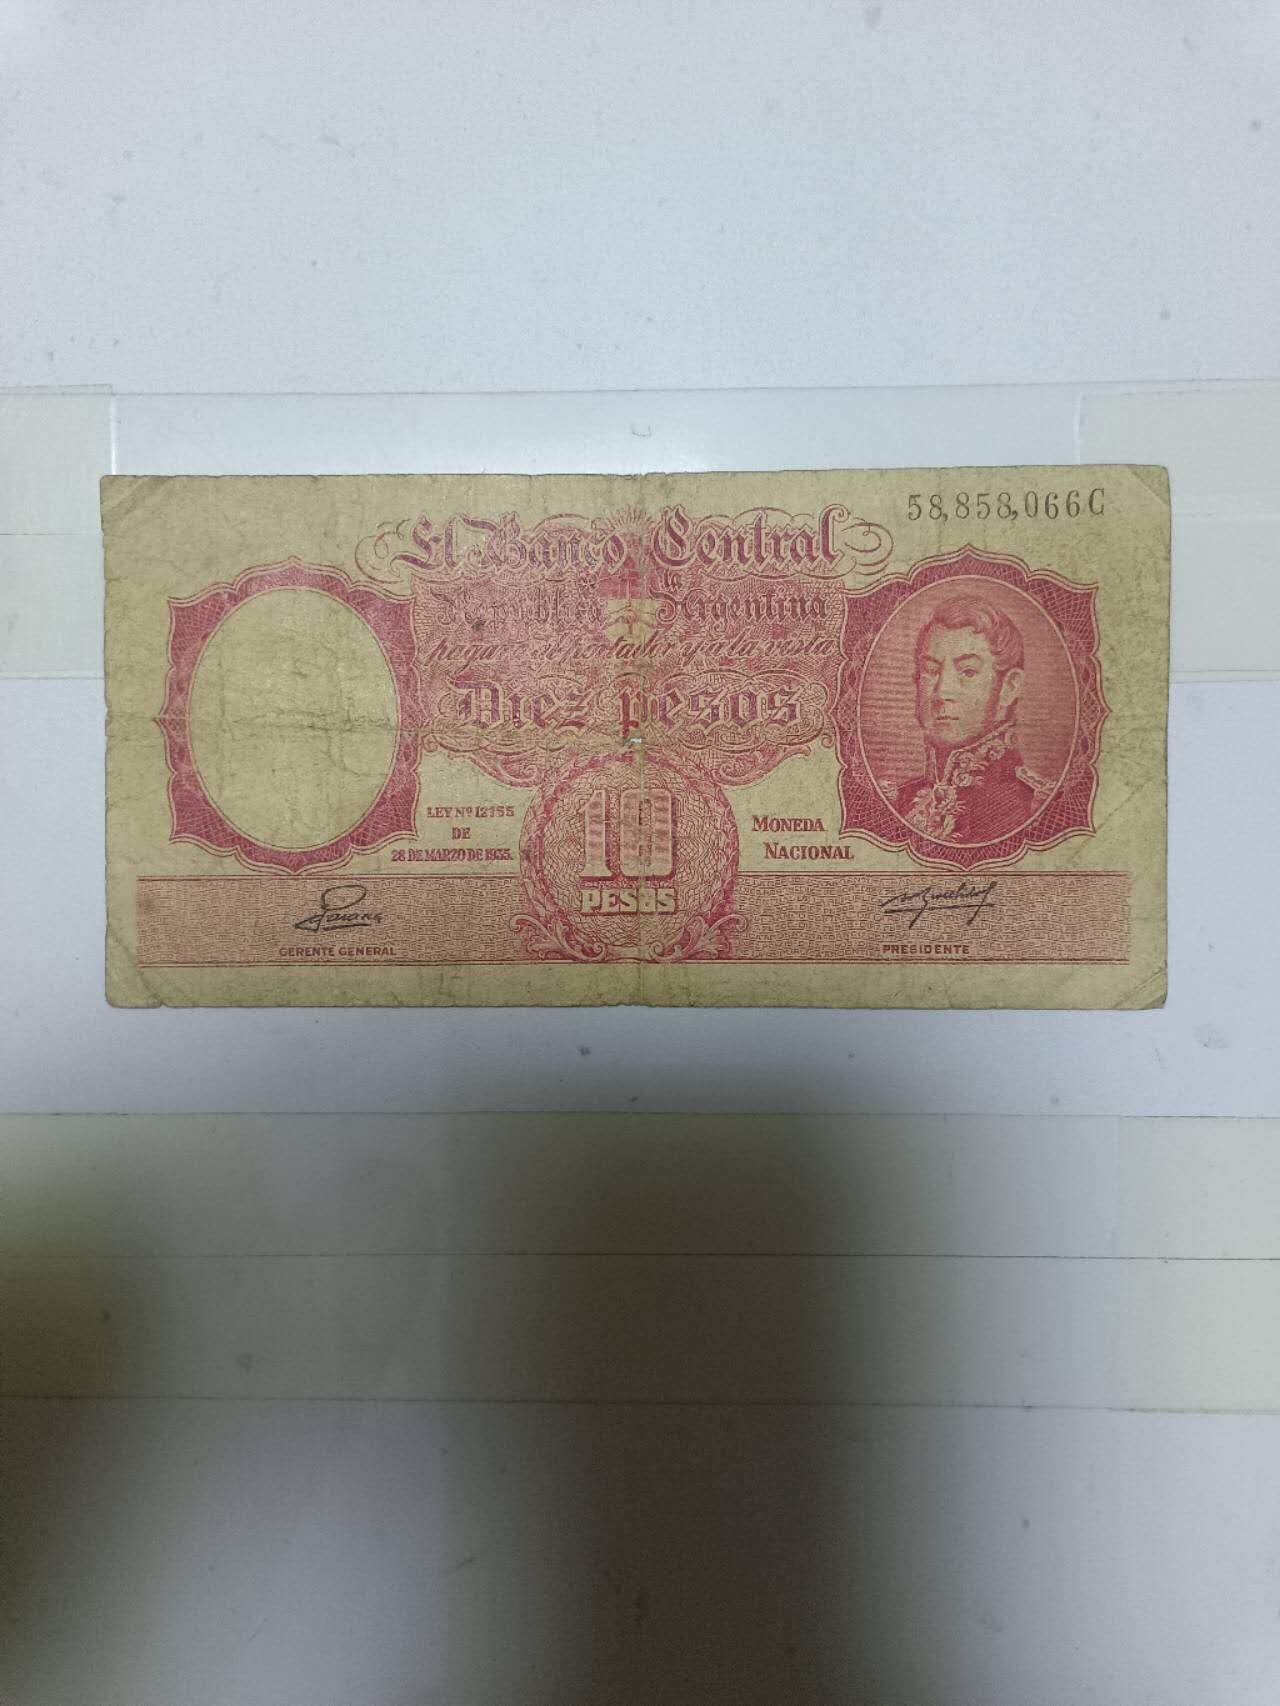 58,858,066C
El Banco Central
de la
República Argentina
pagará al portador y a la vista
Diez pesos
LEY Nº 12155
DE
28 DE MARZO DE 1935.
10
PESOS
MONEDA
NACIONAL
GERENTE GENERAL
PRESIDENTE